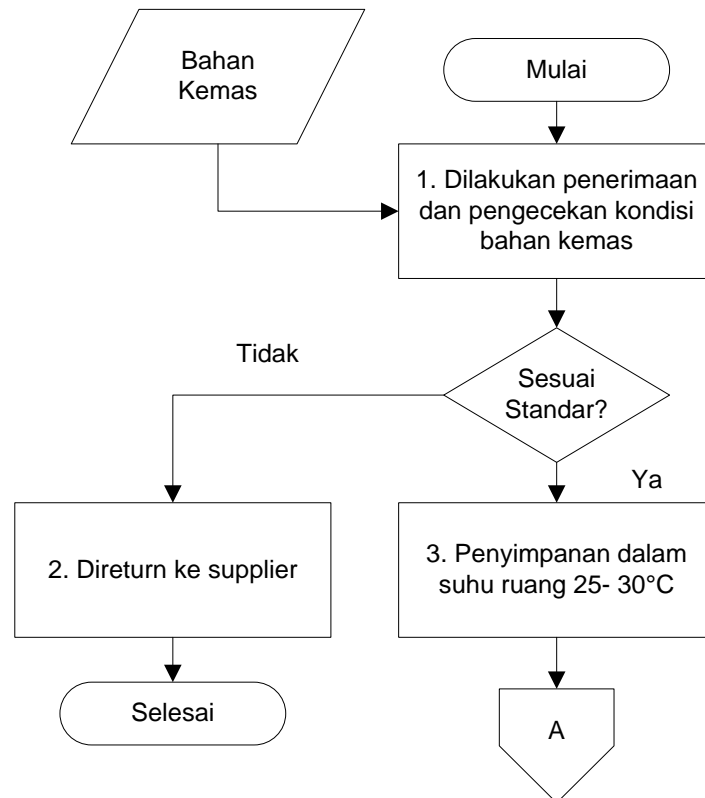 Bahan
Kemas
Mulai
1. Dilakukan penerimaan
dan pengecekan kondisi
bahan kemas
Tidak
Sesuai
Standar?
Ya
2. Direturn ke supplier
3. Penyimpanan dalam
suhu ruang 25- 30°C
Selesai
A